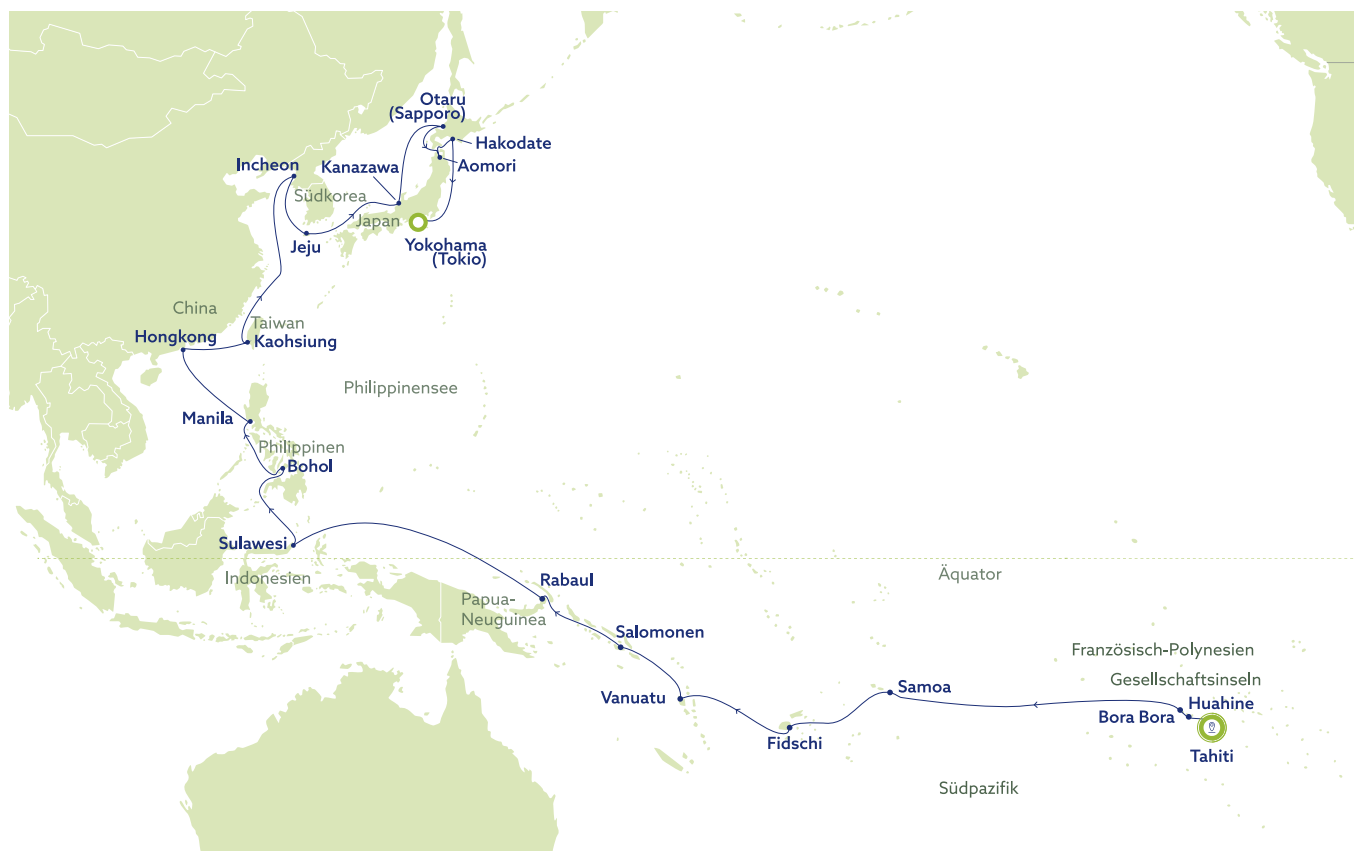 Otaru
(Sapporo)
Hakodate
Aomori
Incheon
Kanazawa
Südkorea
Japan
Jeju
Yokohama
(Tokio)
China
Taiwan
Hongkong
Kaohsiung
Philippinensee
Manila
Philippinen
Bohol
Sulawesi
Indonesien
Rabaul
Äquator
Papua-
Neuguinea
Salomonen
Französisch-Polynesien
Gesellschaftsinseln
Samoa
Vanuatu
Huahine
Bora Bora
Fidschi
Tahiti
Südpazifik